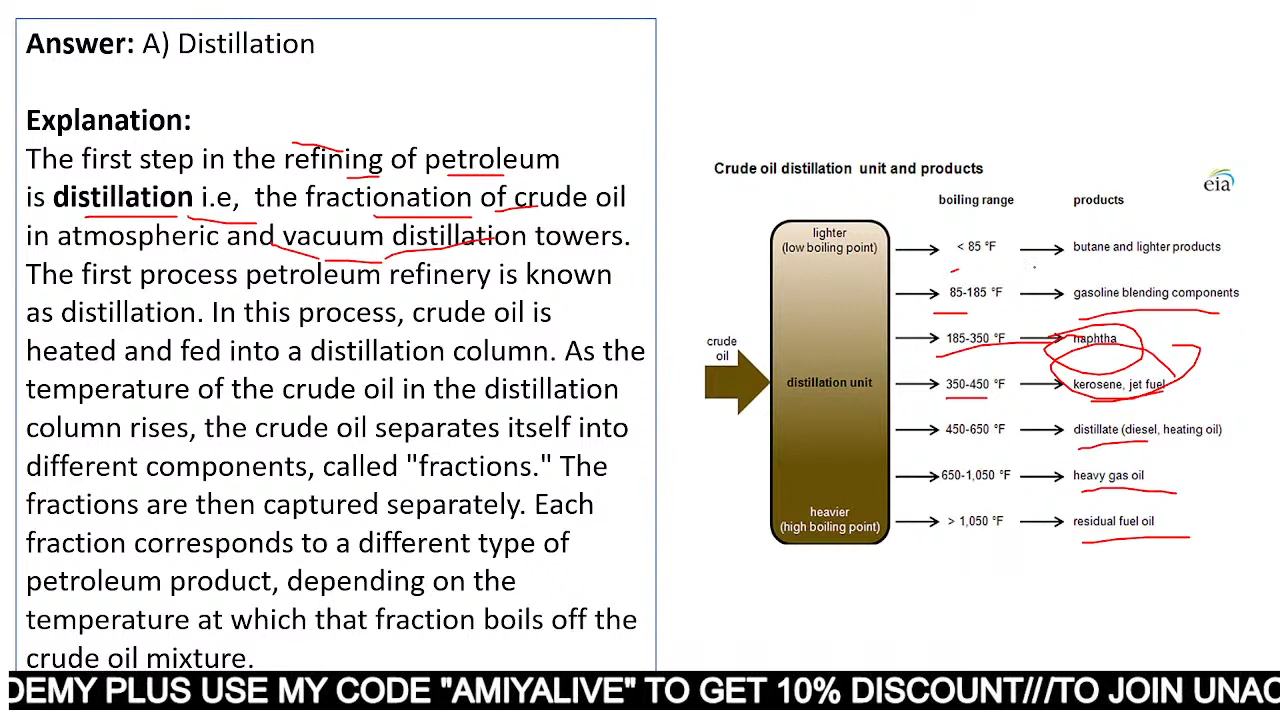 Answer: A) Distillation
Explanation:
The first step in the refining of petroleum
is distillation i.e, the fractionation of crude oil
in atmospheric and vacuum distillation towers.
The first process petroleum refinery is known
as distillation. In this process, crude oil is
heated and fed into a distillation column. As the
temperature of the crude oil in the distillation
column rises, the crude oil separates itself into
different components, called "fractions." The
fractions are then captured separately. Each
fraction corresponds to a different type of
petroleum product, depending on the
temperature at which that fraction boils off the
crude oil mixture.
Crude oil distillation unit and products
eia
boiling range
products
lighter
(low boiling point)
< 85 °F
butane and lighter products
85-185 °F
gasoline blending components
crude
oil
185-350 °F
naphtha
distillation unit
350-450 °F
kerosene, jet fuel
450-650 °F
distillate (diesel, heating oil)
650-1,050 °F
heavy gas oil
heavier
(high boiling point)
> 1,050 °F
residual fuel oil
DEMY PLUS USE MY CODE "AMIYALIVE" TO GET 10% DISCOUNT///TO JOIN UNAC